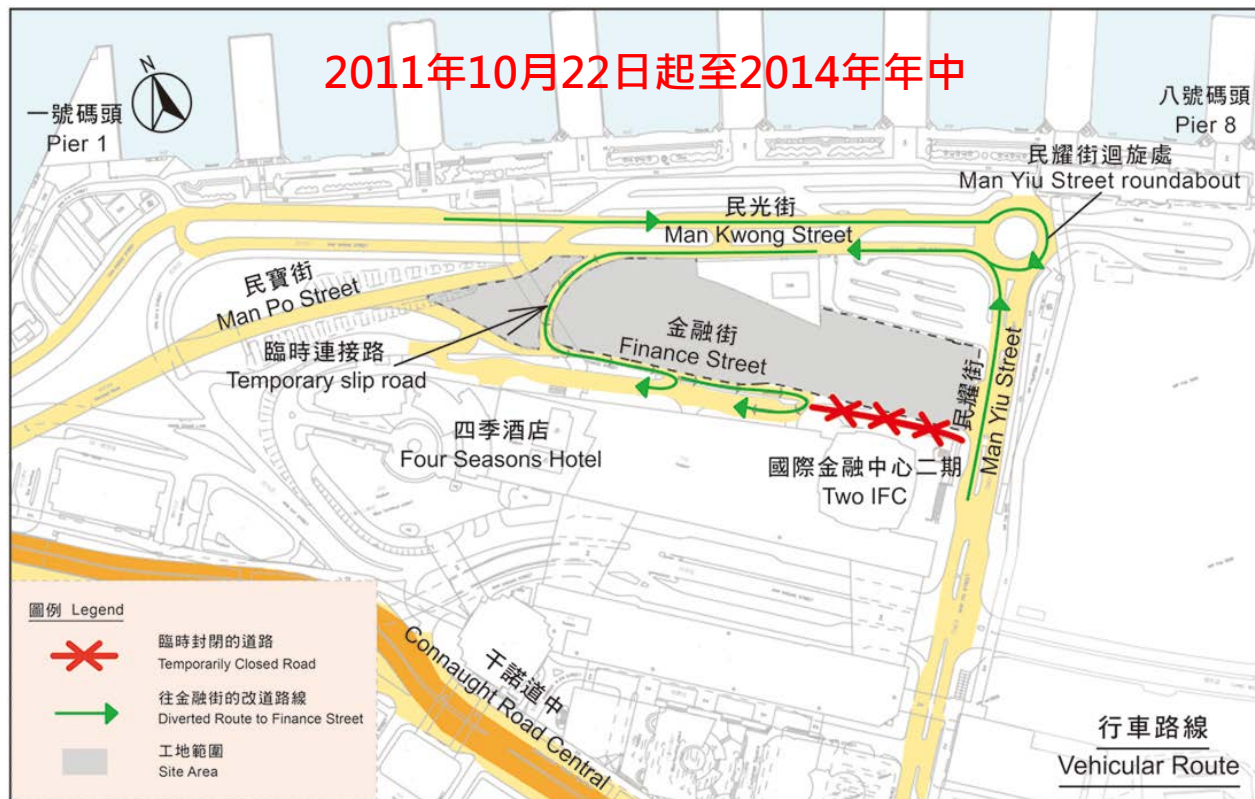 2011年10月22日起至2014年年中
N
一號碼頭
Pier 1
八號碼頭
Pier 8
民耀街迴旋處
Man Yiu Street roundabout
民光街
Man Kwong Street
民寶街
Man Po Street
金融街
Finance Street
臨時連接路
Temporary slip road
民耀街
Man Yiu Street
四季酒店
Four Seasons Hotel
國際金融中心二期
Two IFC
干諾道中
Connaught Road Central
圖例 Legend
臨時封閉的道路
Temporarily Closed Road
往金融街的改道路線
Diverted Route to Finance Street
工地範圍
Site Area
行車路線
Vehicular Route